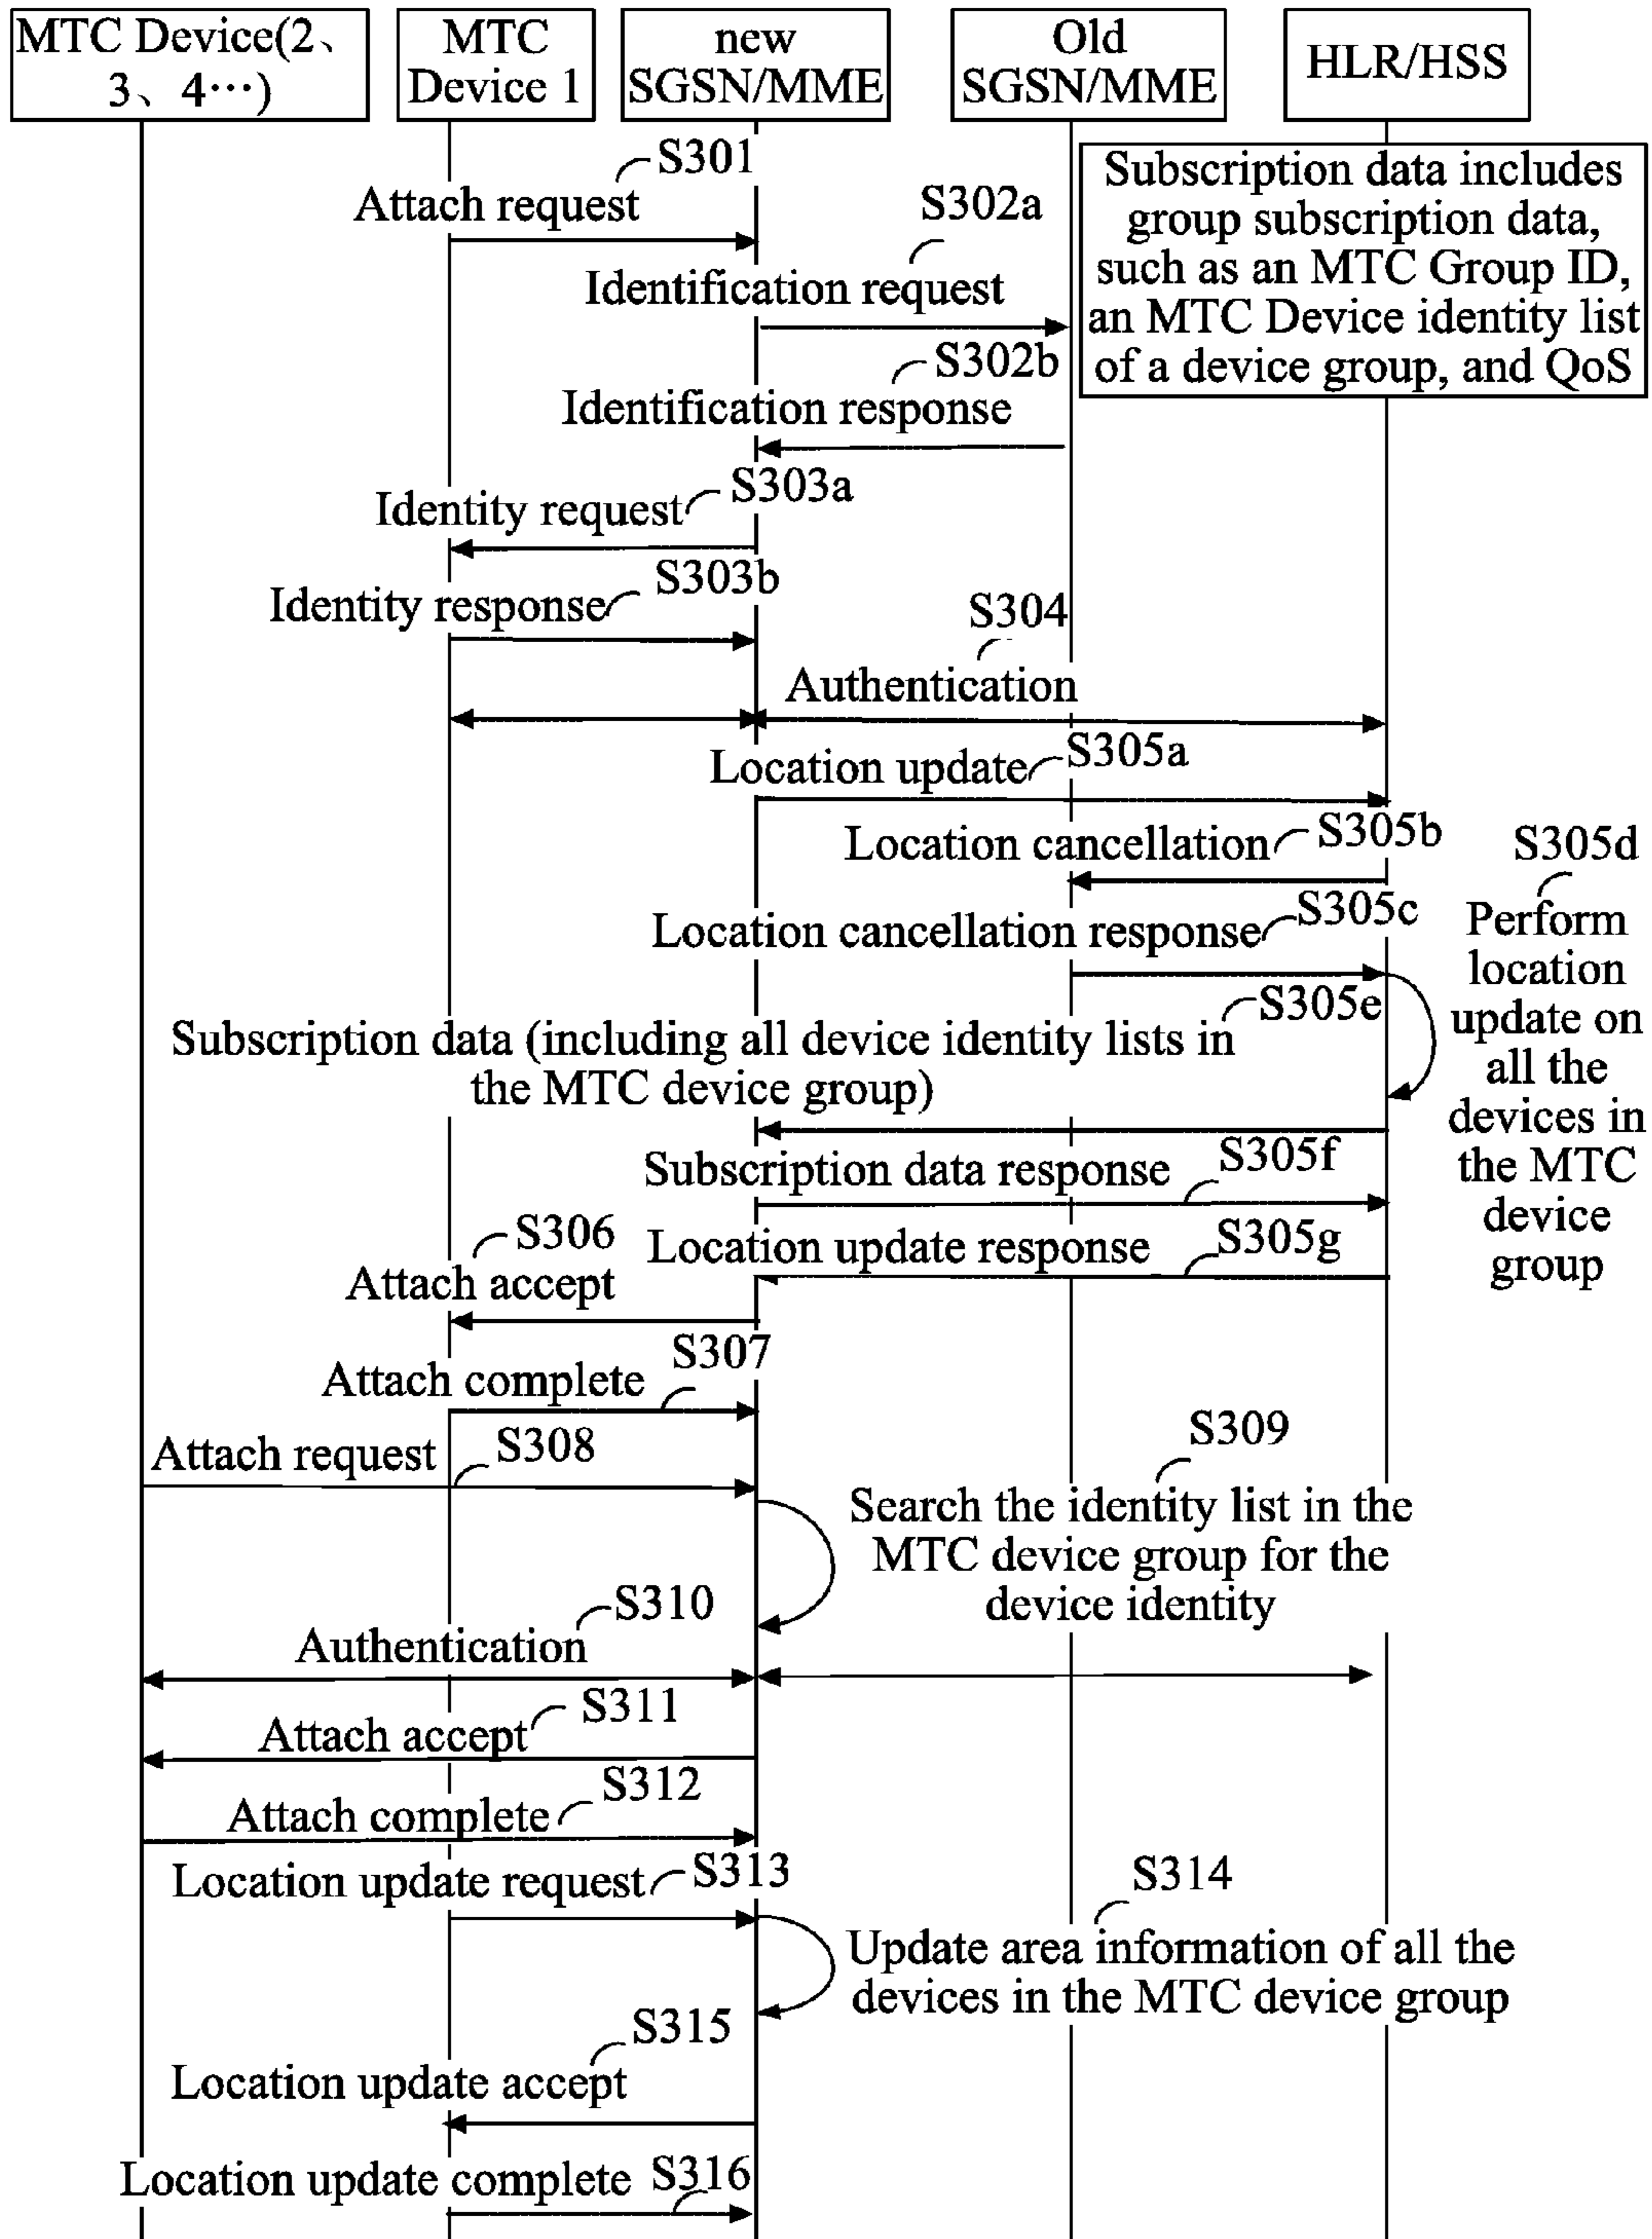 MTC Device(2、
3、4…)
MTC
Device 1
new
SGSN/MME
Old
SGSN/MME
HLR/HSS
Subscription data includes
group subscription data,
such as an MTC Group ID,
an MTC Device identity list
of a device group, and QoS
S301
Attach request
S302a
Identification request
S302b
Identification response
S303a
Identity request
S303b
Identity response
S304
Authentication
S305a
Location update
S305b
Location cancellation
S305c
Location cancellation response
S305d
Perform
location
update on
all the
devices in
the MTC
device
group
S305e
Subscription data (including all device identity lists in
the MTC device group)
S305f
Subscription data response
S305g
Location update response
S306
Attach accept
S307
Attach complete
S308
Attach request
S309
Search the identity list in the
MTC device group for the
device identity
S310
Authentication
S311
Attach accept
S312
Attach complete
S313
Location update request
S314
Update area information of all the
devices in the MTC device group
S315
Location update accept
S316
Location update complete